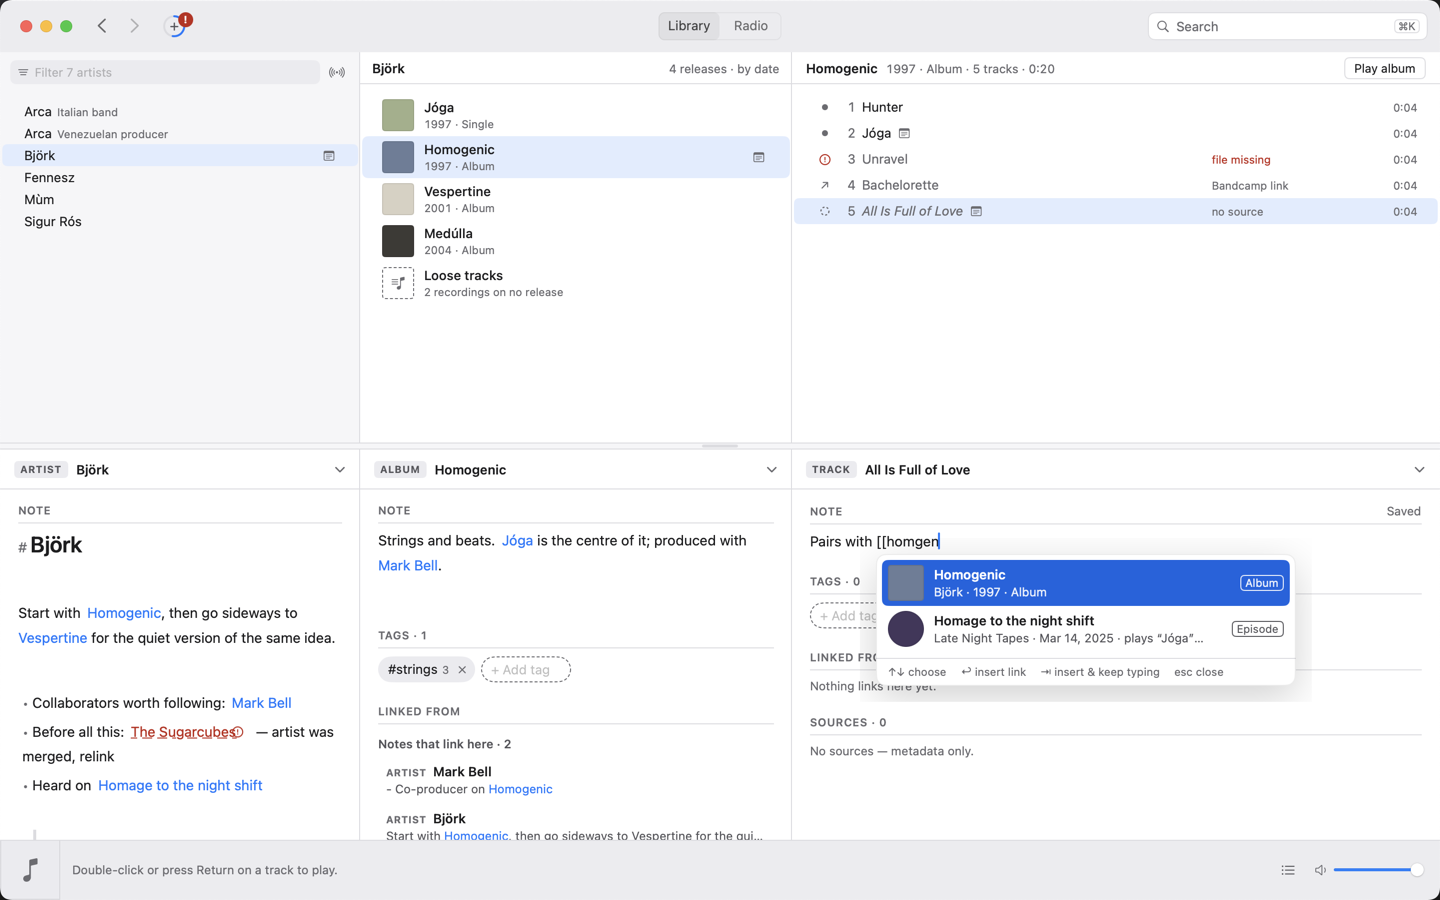 !
Library
Radio
Search
⌘K
Filter 7 artists
Arca Italian band
Arca Venezuelan producer
Björk
Fennesz
Mùm
Sigur Rós
Björk
4 releases · by date
Jóga
1997 · Single
Homogenic
1997 · Album
Vespertine
2001 · Album
Medúlla
2004 · Album
Loose tracks
2 recordings on no release
Homogenic 1997 · Album · 5 tracks · 0:20
Play album
1 Hunter 0:04
2 Jóga 0:04
3 Unravel file missing 0:04
4 Bachelorette Bandcamp link 0:04
5 All Is Full of Love no source 0:04
ARTIST Björk
NOTE
# Björk
Start with Homogenic, then go sideways to
Vespertine for the quiet version of the same idea.
• Collaborators worth following: Mark Bell
• Before all this: The Sugarcubes — artist was
merged, relink
• Heard on Homage to the night shift
ALBUM Homogenic
NOTE
Strings and beats. Jóga is the centre of it; produced with
Mark Bell.
TAGS · 1
#strings 3 ×
+ Add tag
LINKED FROM
Notes that link here · 2
ARTIST Mark Bell
- Co-producer on Homogenic
ARTIST Björk
Start with Homogenic, then go sideways to Vespertine for the qui…
TRACK All Is Full of Love
NOTE
Saved
Pairs with [[homgen
Homogenic
Björk · 1997 · Album
Album
Homage to the night shift
Late Night Tapes · Mar 14, 2025 · plays “Jóga”…
Episode
↑↓ choose ↩ insert link ⇥ insert & keep typing esc close
TAGS · 0
+ Add tag
LINKED FRO
Nothing links here yet.
SOURCES · 0
No sources — metadata only.
Double-click or press Return on a track to play.